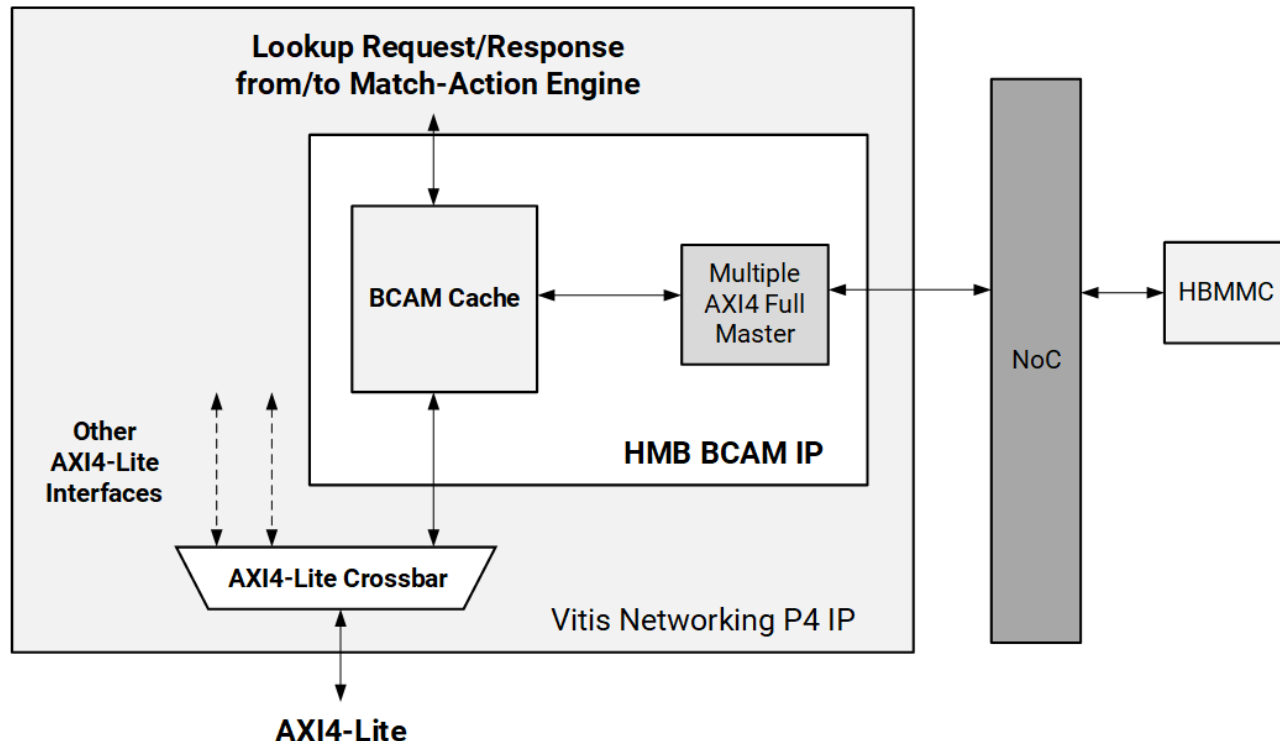 Lookup Request/Response
from/to Match-Action Engine
BCAM Cache
Multiple
AXI4 Full
Master
NoC
HBMMC
HMB BCAM IP
Other
AXI4-Lite
Interfaces
AXI4-Lite Crossbar
Vitis Networking P4 IP
AXI4-Lite